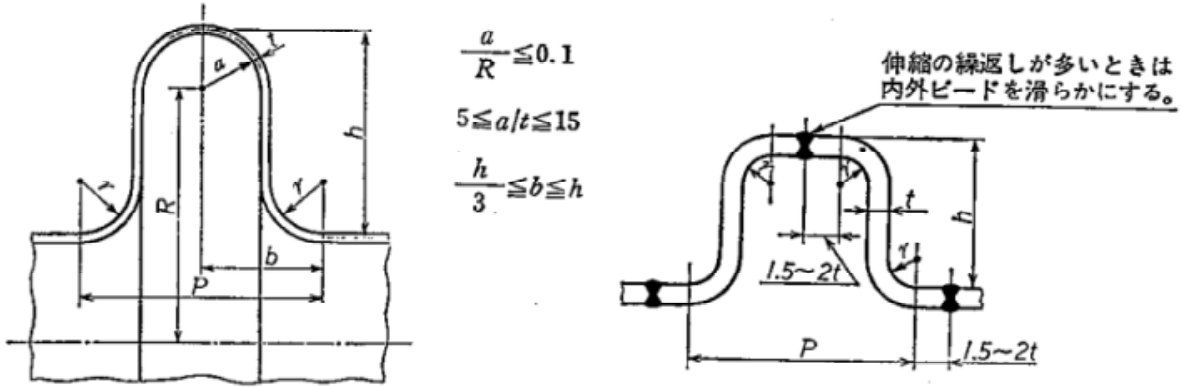 a
t
h
r
r
R
b
P
a/R≦0.1
5≦a/t≦15
h/3≦b≦h
伸縮の繰返しが多いときは
内外ビードを滑らかにする。
r
r
t
h
1.5~2t
r
P
1.5~2t